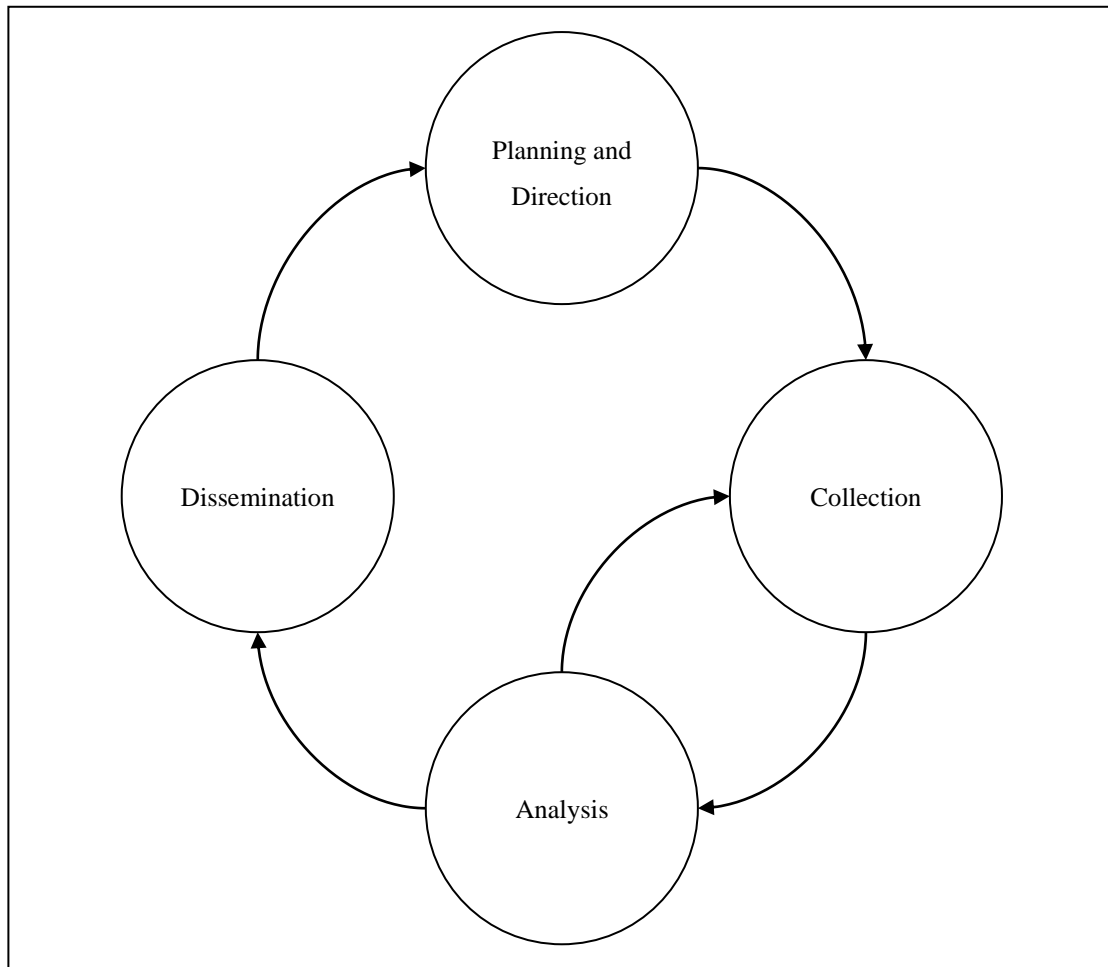 Planning and
Direction
Dissemination
Collection
Analysis